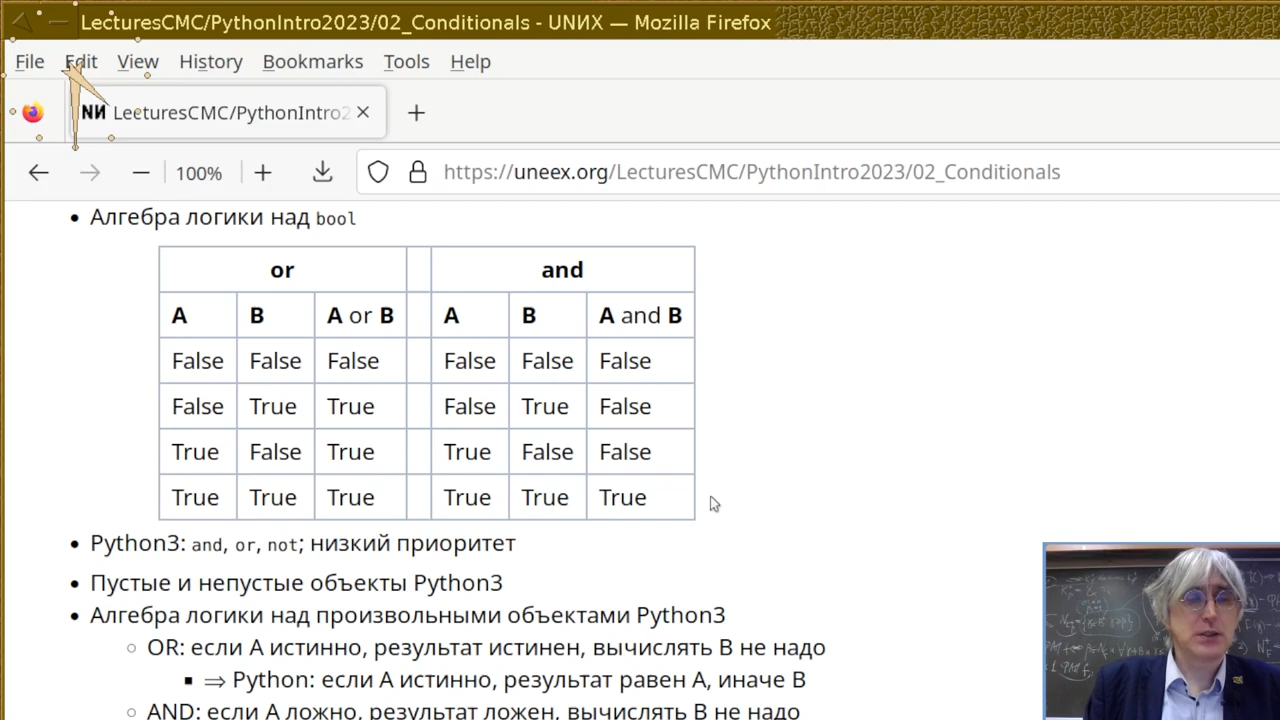 LecturesCMC/PythonIntro2023/02_Conditionals - UNИX — Mozilla Firefox
File Edit View History Bookmarks Tools Help
NИ LecturesCMC/PythonIntro2
100% https://uneex.org/LecturesCMC/PythonIntro2023/02_Conditionals
• Алгебра логики над bool
or and
A B A or B A B A and B
False False False False False False
False True True False True False
True False True True False False
True True True True True True
• Python3: and, or, not; низкий приоритет
• Пустые и непустые объекты Python3
• Алгебра логики над произвольными объектами Python3
○ OR: если A истинно, результат истинен, вычислять B не надо
▪ ⇒ Python: если A истинно, результат равен A, иначе B
○ AND: если A ложно, результат ложен, вычислять B не надо